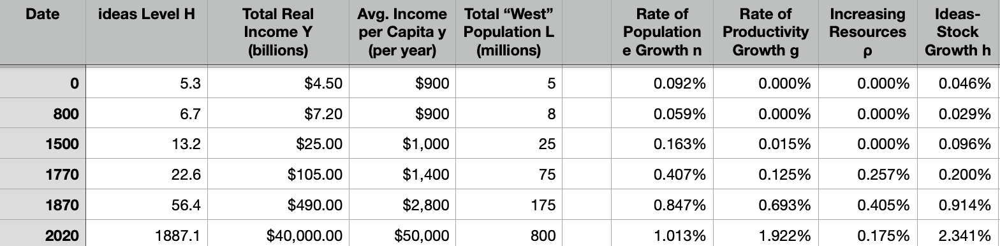 Date ideas Level H Total Real Income Y (billions) Avg. Income per Capita y (per year) Total “West” Population L (millions) Rate of Population e Growth n Rate of Productivity Growth g Increasing Resources ρ Ideas-Stock Growth h
0 5.3 $4.50 $900 5 0.092% 0.000% 0.000% 0.046%
800 6.7 $7.20 $900 8 0.059% 0.000% 0.000% 0.029%
1500 13.2 $25.00 $1,000 25 0.163% 0.015% 0.000% 0.096%
1770 22.6 $105.00 $1,400 75 0.407% 0.125% 0.257% 0.200%
1870 56.4 $490.00 $2,800 175 0.847% 0.693% 0.405% 0.914%
2020 1887.1 $40,000.00 $50,000 800 1.013% 1.922% 0.175% 2.341%